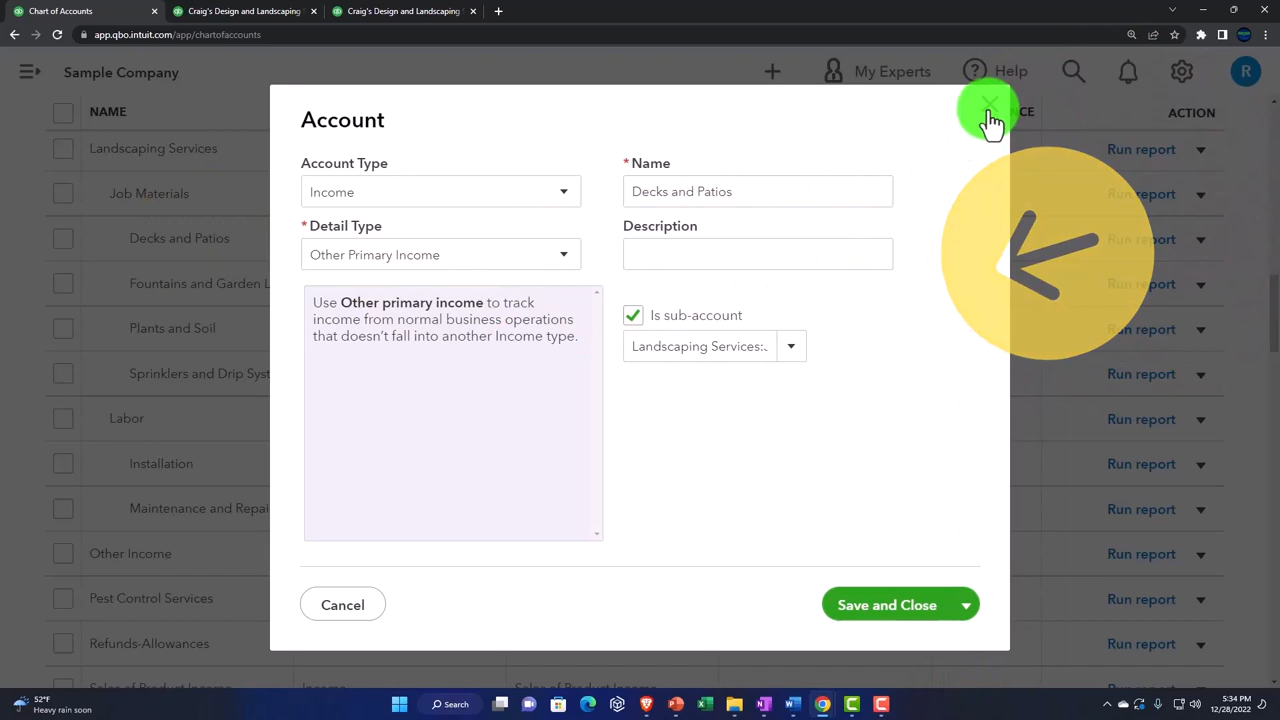 Chart of Accounts
Craig's Design and Landscaping
Craig's Design and Landscaping
app.qbo.intuit.com/app/chartofaccounts
Sample Company
My Experts
Help
R
NAME
NCE
ACTION
Landscaping Services
Run report
Job Materials
Run report
Decks and Patios
Run report
Fountains and Garden L
Run report
Plants and Soil
Run report
Sprinklers and Drip Syst
Run report
Labor
Run report
Installation
Run report
Maintenance and Repai
Run report
Other Income
Run report
Pest Control Services
Run report
Refunds-Allowances
Run report
Account
Account Type
Income
* Name
Decks and Patios
* Detail Type
Other Primary Income
Description
Use Other primary income to track
income from normal business operations
that doesn't fall into another Income type.
Is sub-account
Landscaping Services:
Cancel
Save and Close
52°F
Heavy rain soon
Search
5:34 PM
12/28/2022